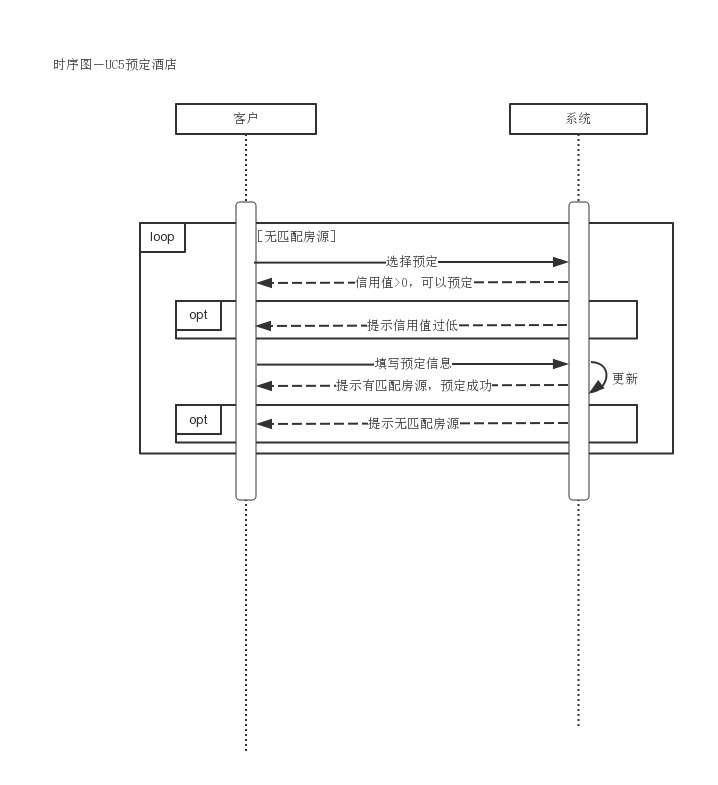 时序图—UC5预定酒店
客户
系统
loop
[无匹配房源]
选择预定
信用值>0，可以预定
opt
提示信用值过低
填写预定信息
更新
提示有匹配房源，预定成功
opt
提示无匹配房源